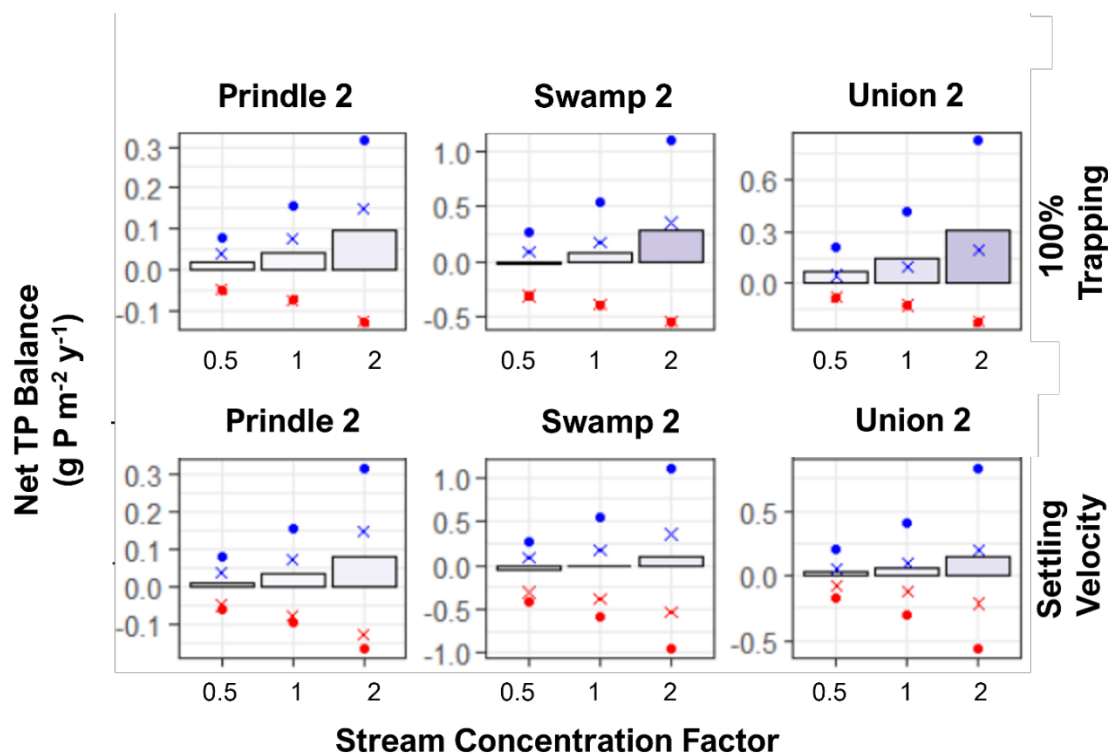 Prindle 2
Swamp 2
Union 2
0.3
0.2
0.1
0.0
-0.1
1.0
0.5
0.0
-0.5
0.6
0.3
0.0
0.5 1 2
0.5 1 2
0.5 1 2
100%
Trapping
Net TP Balance
(g P m⁻² y⁻¹)
Prindle 2
Swamp 2
Union 2
0.3
0.2
0.1
0.0
-0.1
1.0
0.5
0.0
-0.5
-1.0
0.5
0.0
-0.5
0.5 1 2
0.5 1 2
0.5 1 2
Settling
Velocity
Stream Concentration Factor